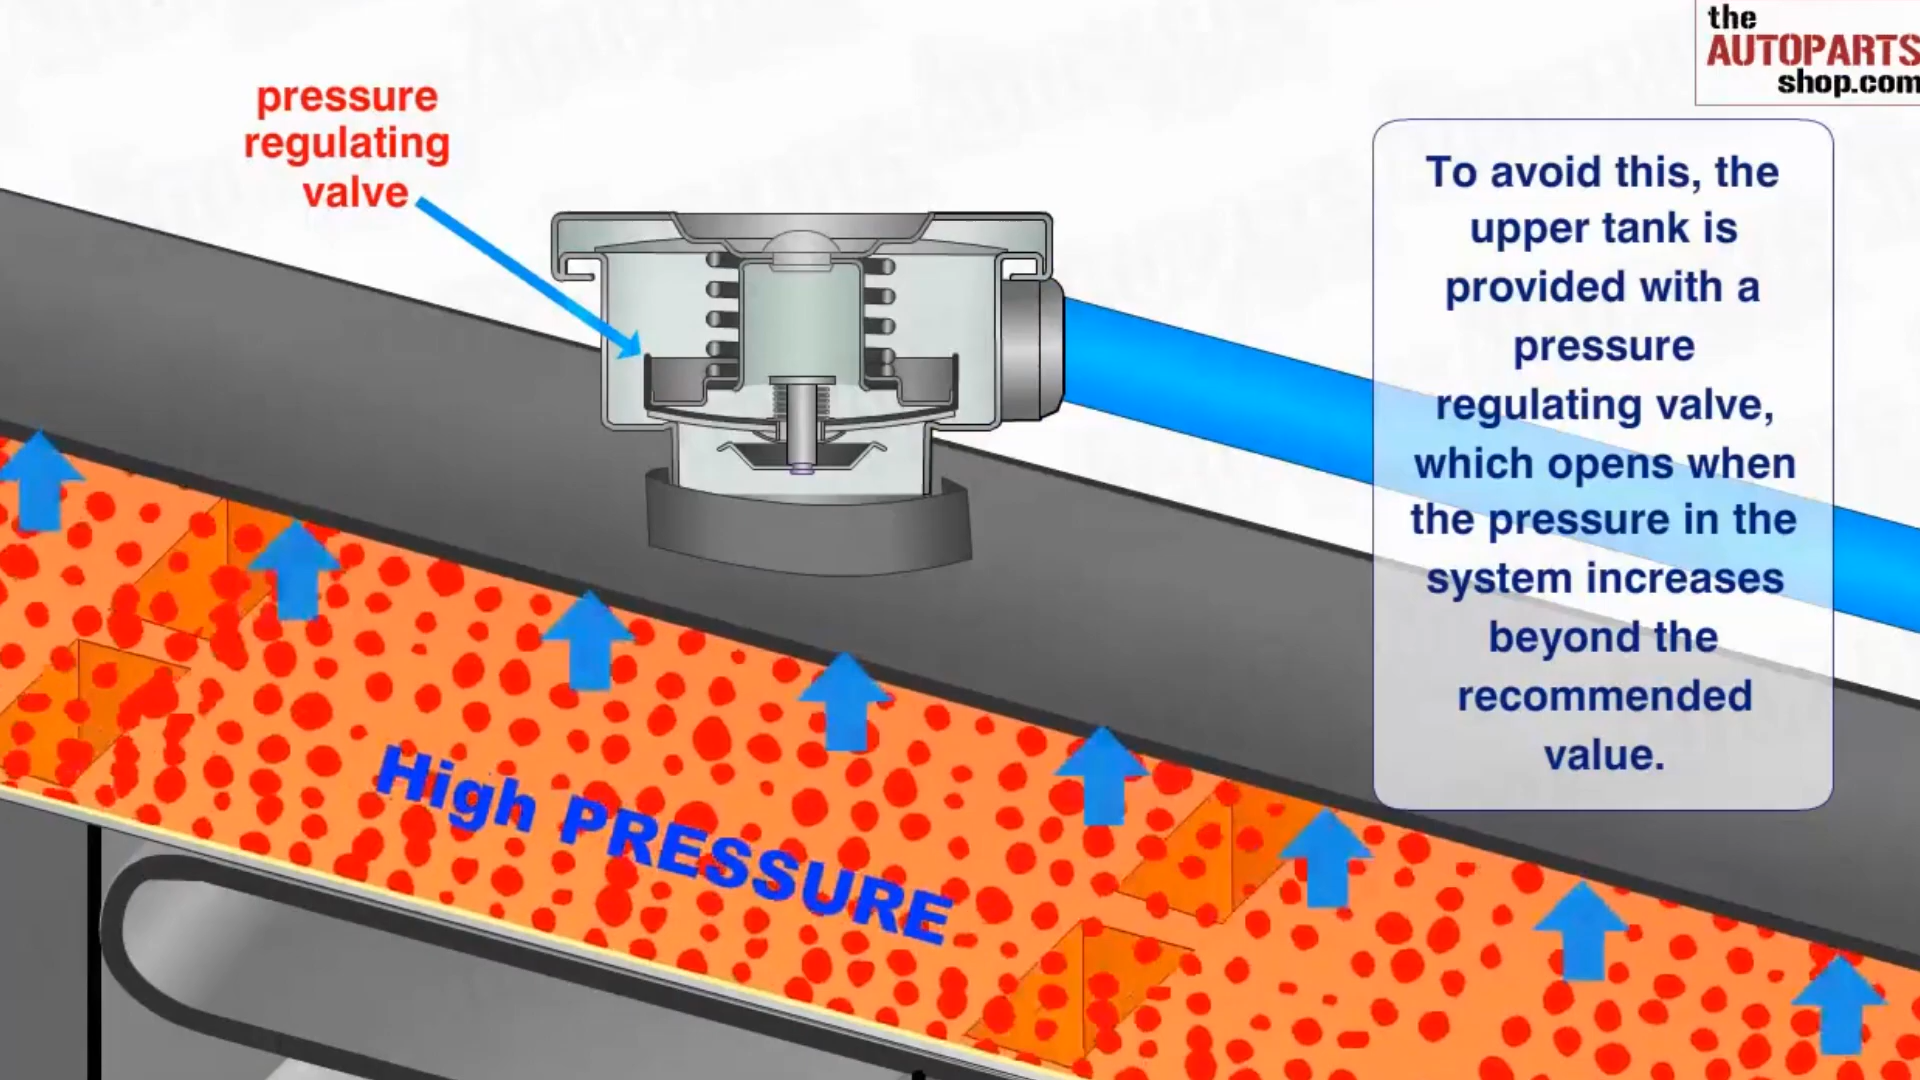 the
AUTOPARTS
shop.com
pressure
regulating
valve
To avoid this, the
upper tank is
provided with a
pressure
regulating valve,
which opens when
the pressure in the
system increases
beyond the
recommended
value.
High PRESSURE